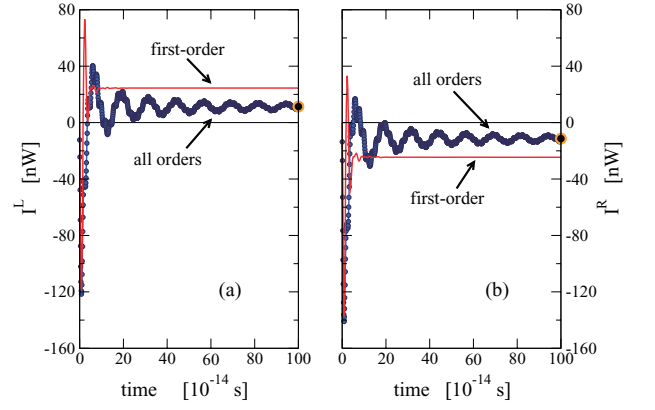 80
40
0
-40
-80
-120
-160
I^L [nW]
first-order
all orders
(a)
0 20 40 60 80 100
time [10^-14 s]
all orders
first-order
(b)
0 20 40 60 80 100
time [10^-14 s]
80
40
0
-40
-80
-120
-160
I^R [nW]